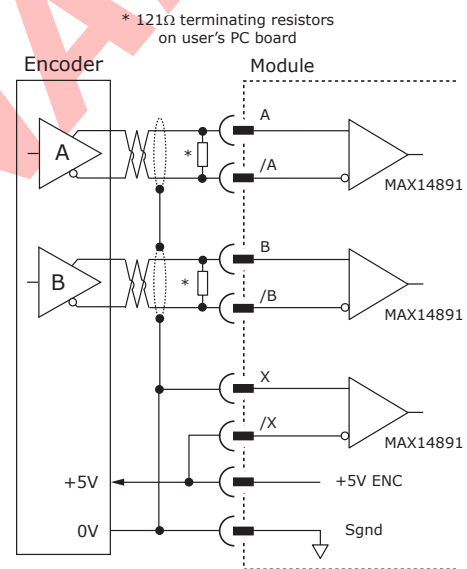 * 121Ω terminating resistors
on user's PC board
Encoder
Module
A
A
*
/A
MAX14891
B
B
*
/B
MAX14891
X
/X
MAX14891
+5V
+5V ENC
0V
Sgnd